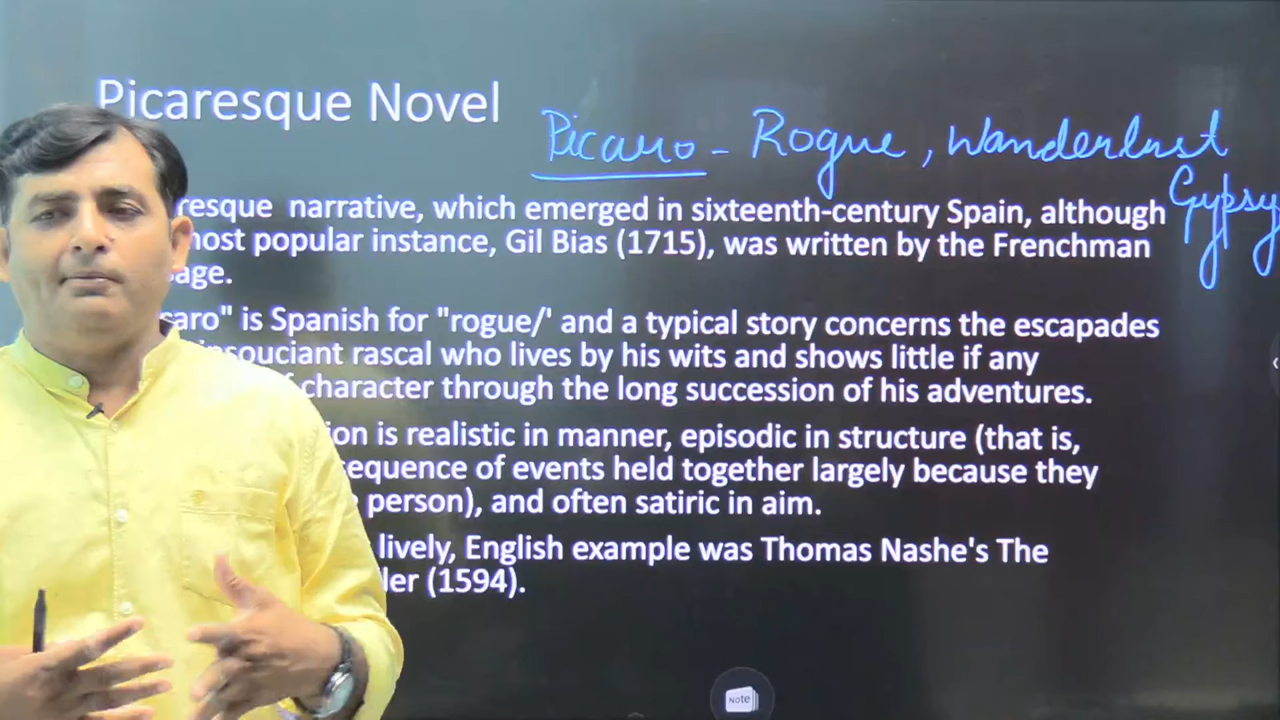 Picaresque Novel
Picaro - Rogue, Wanderlust
Gypsy
resque narrative, which emerged in sixteenth-century Spain, although
most popular instance, Gil Bias (1715), was written by the Frenchman
sage.
caro" is Spanish for "rogue/' and a typical story concerns the escapades
insouciant rascal who lives by his wits and shows little if any
f character through the long succession of his adventures.
ion is realistic in manner, episodic in structure (that is,
sequence of events held together largely because they
person), and often satiric in aim.
lively, English example was Thomas Nashe's The
ler (1594).
Note